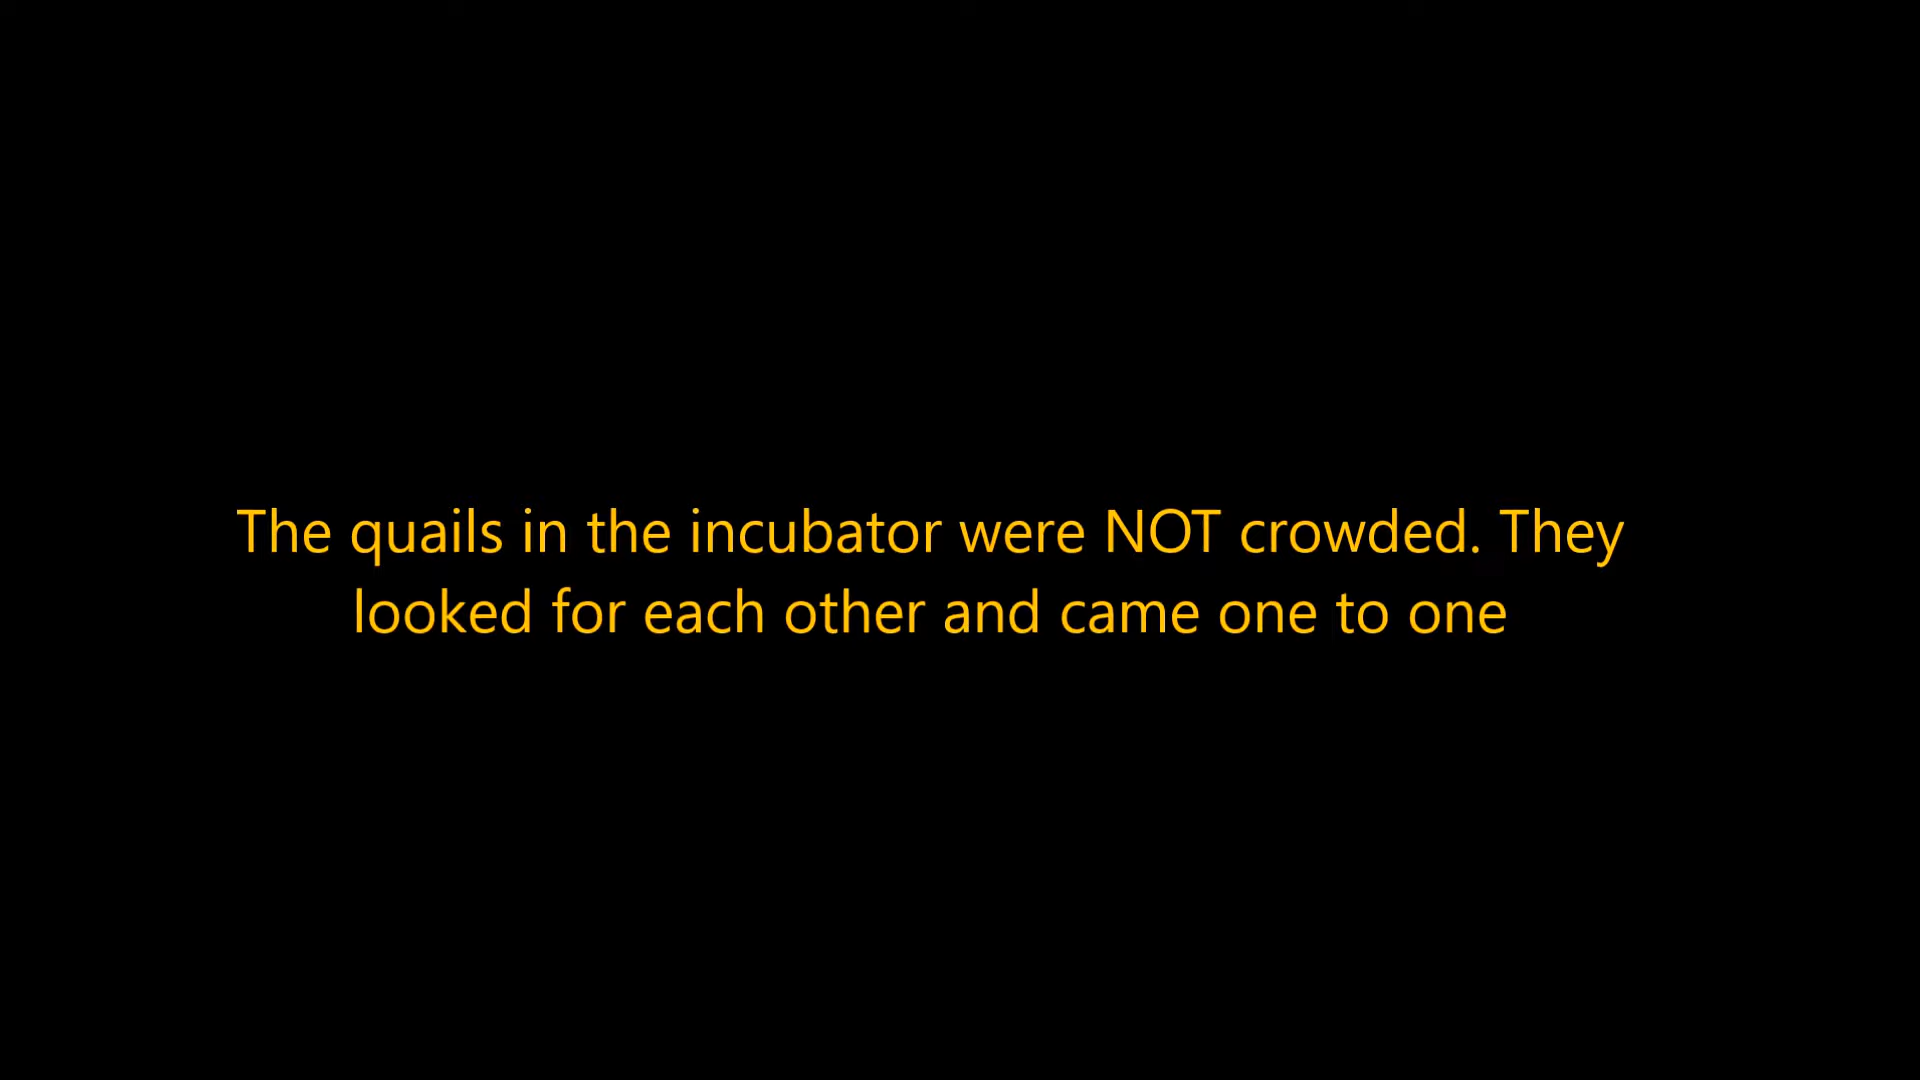 The quails in the incubator were NOT crowded. They
looked for each other and came one to one